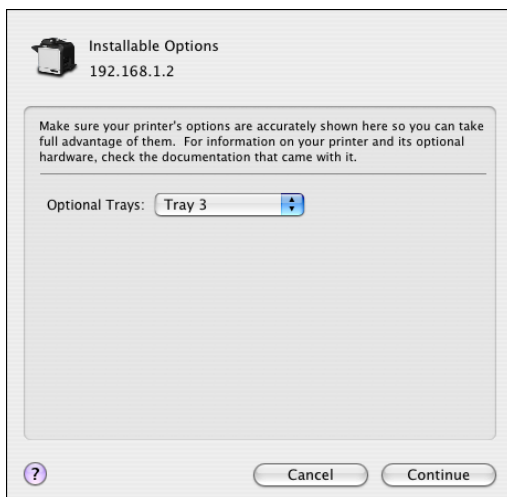 Installable Options
192.168.1.2
Make sure your printer's options are accurately shown here so you can take
full advantage of them. For information on your printer and its optional
hardware, check the documentation that came with it.
Optional Trays: Tray 3
?
Cancel Continue